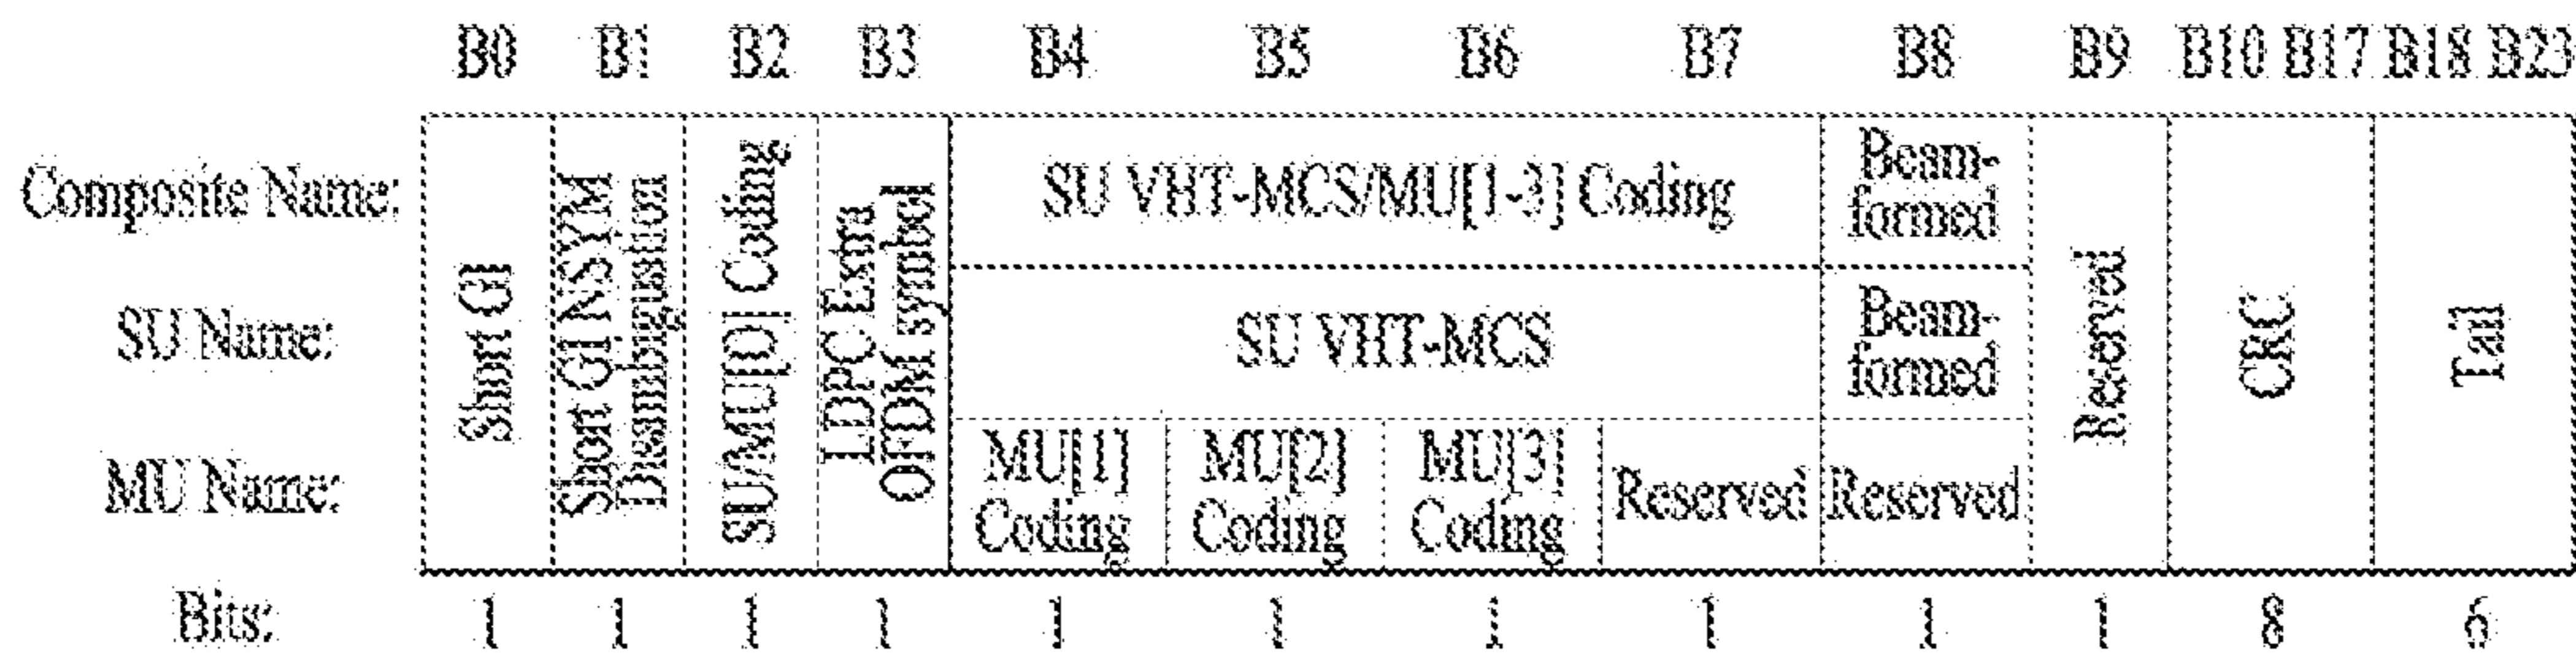 B0 B1 B2 B3 B4 B5 B6 B7 B8 B9 B10 B17 B18 B23
Composite Name:
SU Name:
MU Name:
Short GI
Short GI NSYM
Disambiguation
SU/MU[0] Coding
LDPC Extra
OFDM symbol
SU VHT-MCS/MU[1-3] Coding
SU VHT-MCS
MU[1]
Coding
MU[2]
Coding
MU[3]
Coding
Reserved
Beam-
formed
Beam-
formed
Reserved
Reserved
CRC
Tail
Bits: 1 1 1 1 1 1 1 1 1 1 8 6